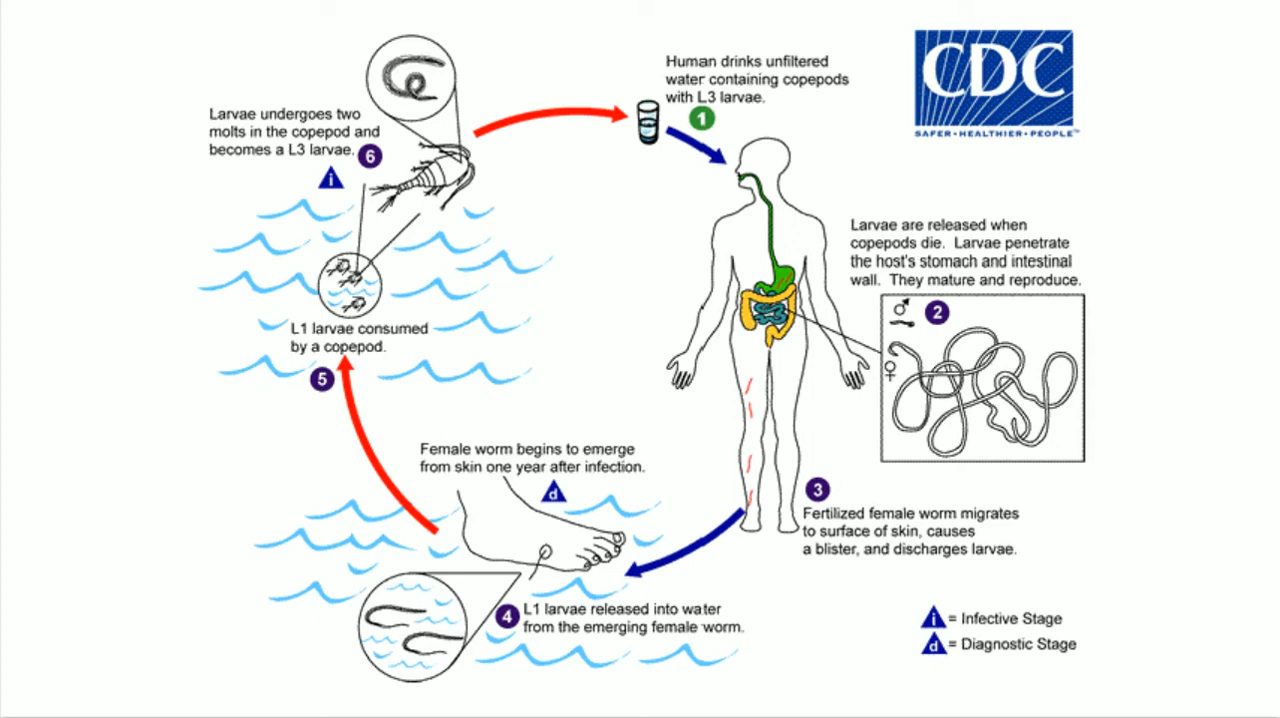 Human drinks unfiltered
water containing copepods
with L3 larvae.
1
CDC
SAFER·HEALTHIER·PEOPLE™
Larvae undergoes two
molts in the copepod and
becomes a L3 larvae.
6
i
Larvae are released when
copepods die. Larvae penetrate
the host's stomach and intestinal
wall. They mature and reproduce.
♂
2
♀
L1 larvae consumed
by a copepod.
5
Female worm begins to emerge
from skin one year after infection.
d
3
Fertilized female worm migrates
to surface of skin, causes
a blister, and discharges larvae.
4
L1 larvae released into water
from the emerging female worm.
i = Infective Stage
d = Diagnostic Stage